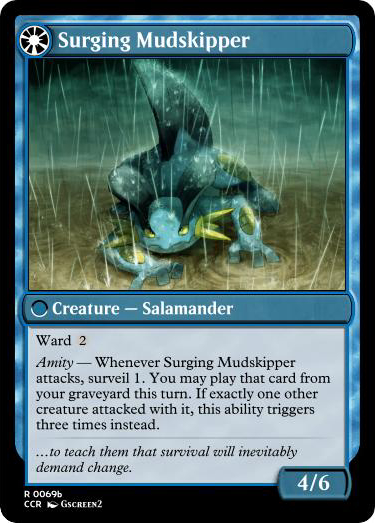 Surging Mudskipper
Creature — Salamander
Ward 2
Amity — Whenever Surging Mudskipper
attacks, surveil 1. You may play that card from
your graveyard this turn. If exactly one other
creature attacked with it, this ability triggers
three times instead.
...to teach them that survival will inevitably
demand change.
4/6
R 0069b
CCR Gscreen2